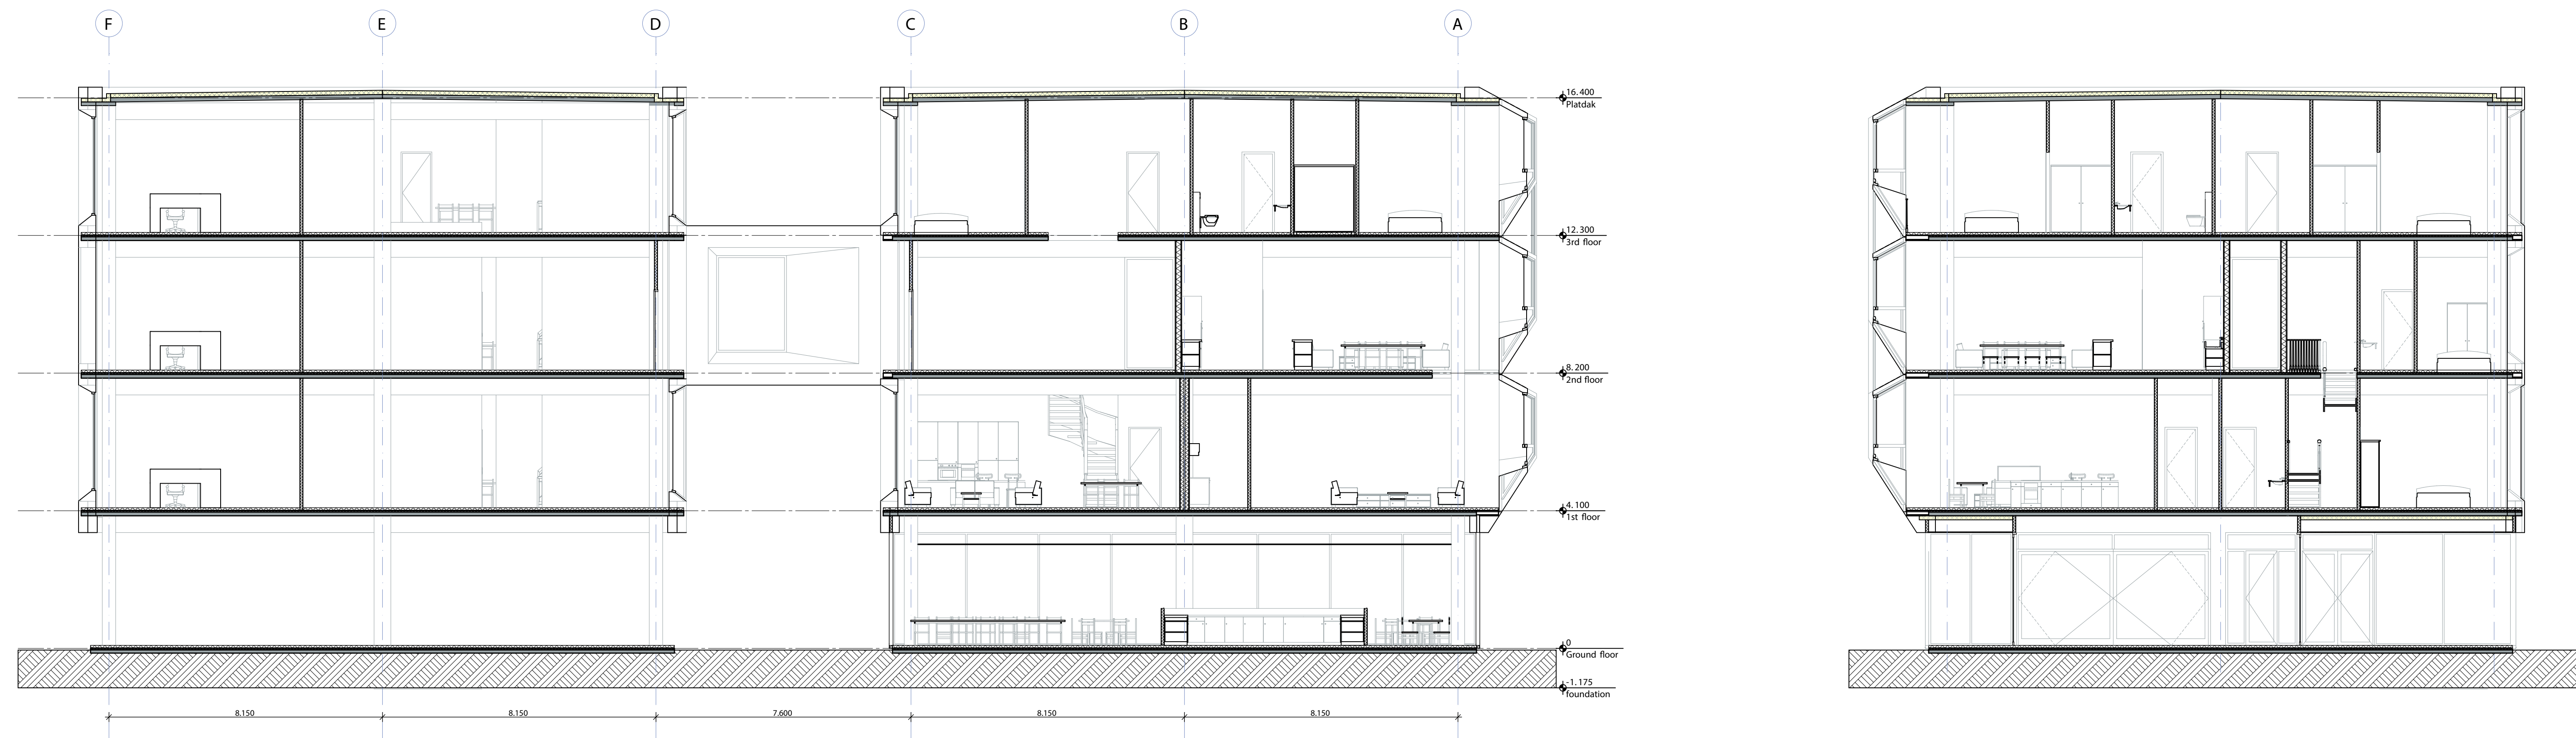 F
E
D
C
B
A
16.400
Platdak
12.300
3rd floor
8.200
2nd floor
4.100
1st floor
0
Ground floor
-1.175
foundation
8.150
8.150
7.600
8.150
8.150